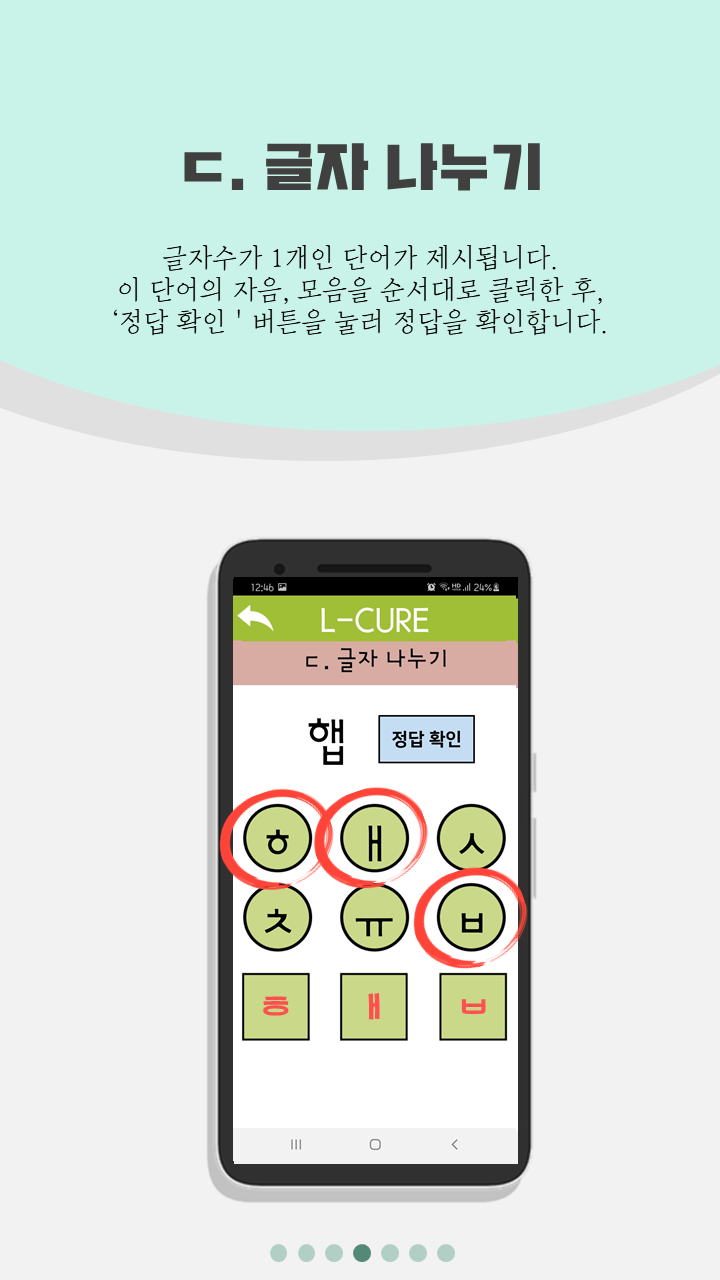 ㄷ. 글자 나누기
글자수가 1개인 단어가 제시됩니다.
이 단어의 자음, 모음을 순서대로 클릭한 후,
‘정답 확인 ' 버튼을 눌러 정답을 확인합니다.
12:46 HD 24%
L-CURE
ㄷ. 글자 나누기
햅 정답 확인
ㅎ ㅐ ㅅ
ㅊ ㅠ ㅂ
ㅎ ㅐ ㅂ